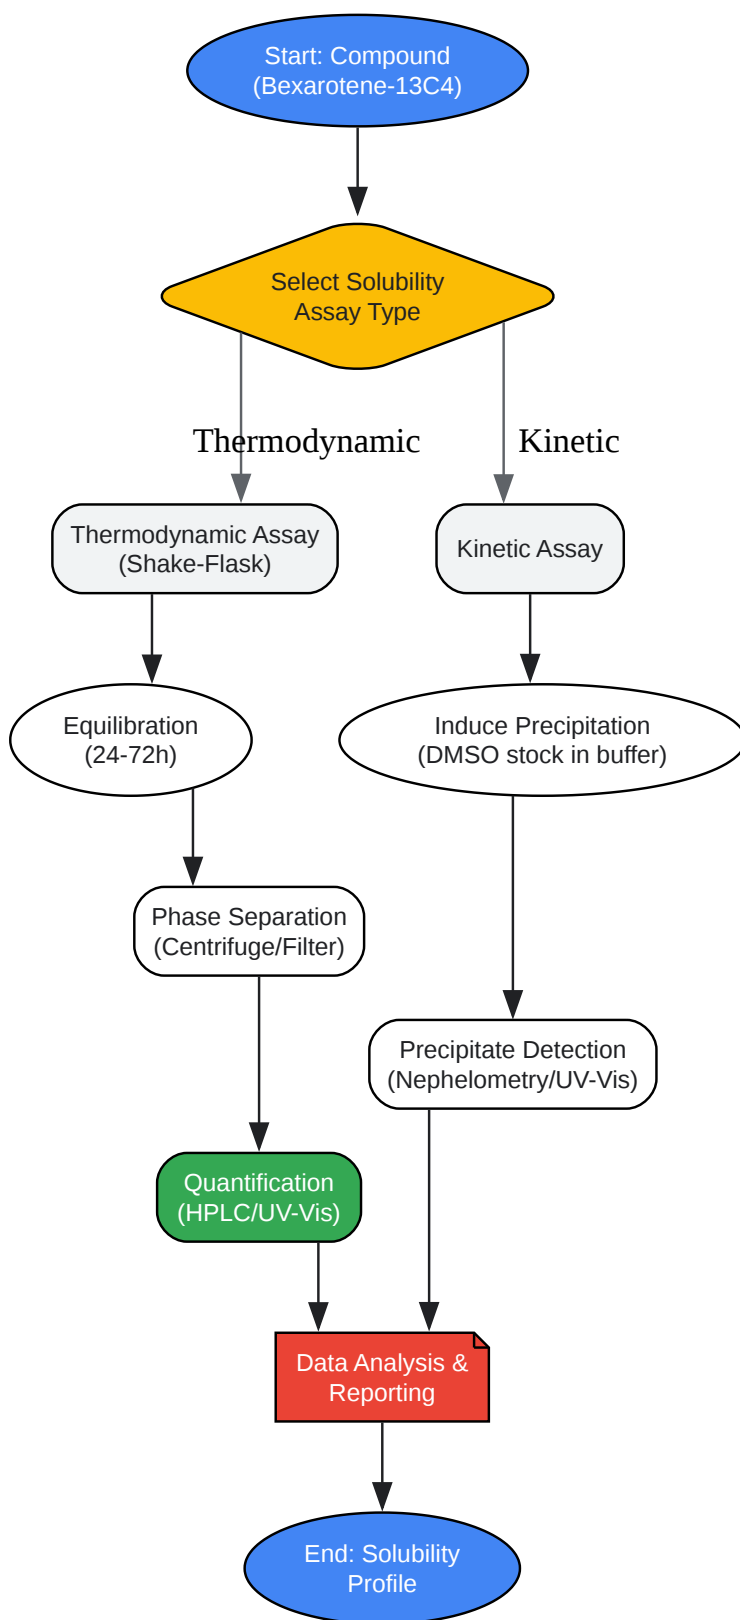 Start: Compound
(Bexarotene-13C4)
Select Solubility
Assay Type
Thermodynamic
Kinetic
Thermodynamic Assay
(Shake-Flask)
Kinetic Assay
Equilibration
(24-72h)
Induce Precipitation
(DMSO stock in buffer)
Phase Separation
(Centrifuge/Filter)
Precipitate Detection
(Nephelometry/UV-Vis)
Quantification
(HPLC/UV-Vis)
Data Analysis &
Reporting
End: Solubility
Profile